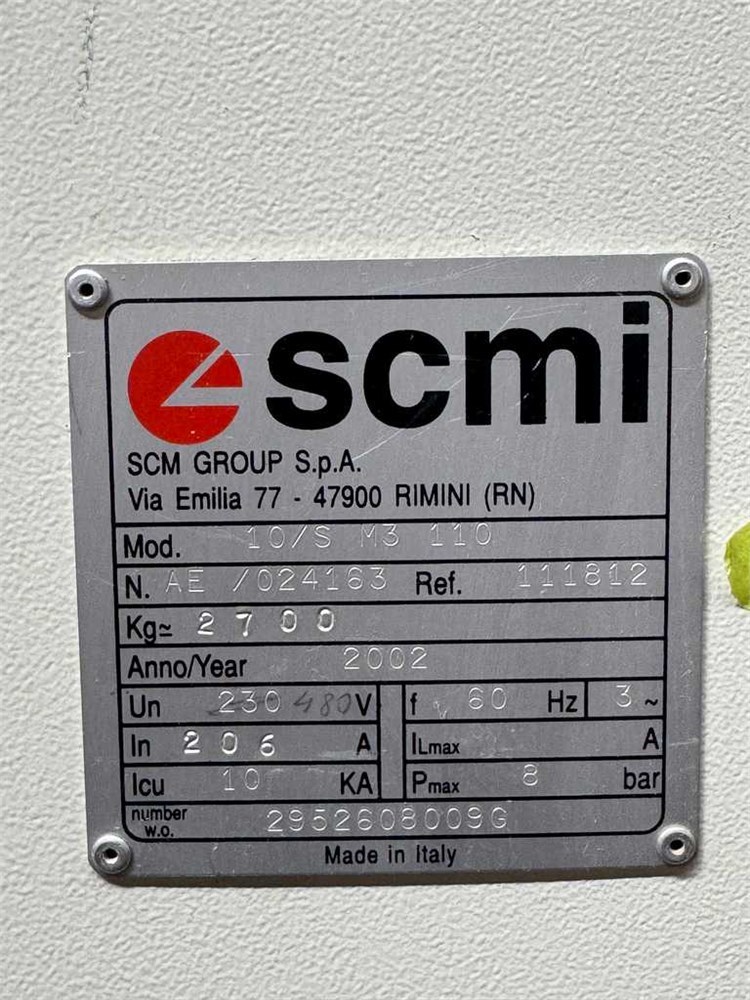 scmi
SCM GROUP S.p.A.
Via Emilia 77 - 47900 RIMINI (RN)
Mod. 10/S M3 110
N. AE /024163 Ref. 111812
Kg≃ 2700
Anno/Year 2002
Un 230 480 V f 60 Hz 3 ~
In 206 A ILmax A
Icu 10 KA Pmax 8 bar
number
w.o. 2952608009G
Made in Italy